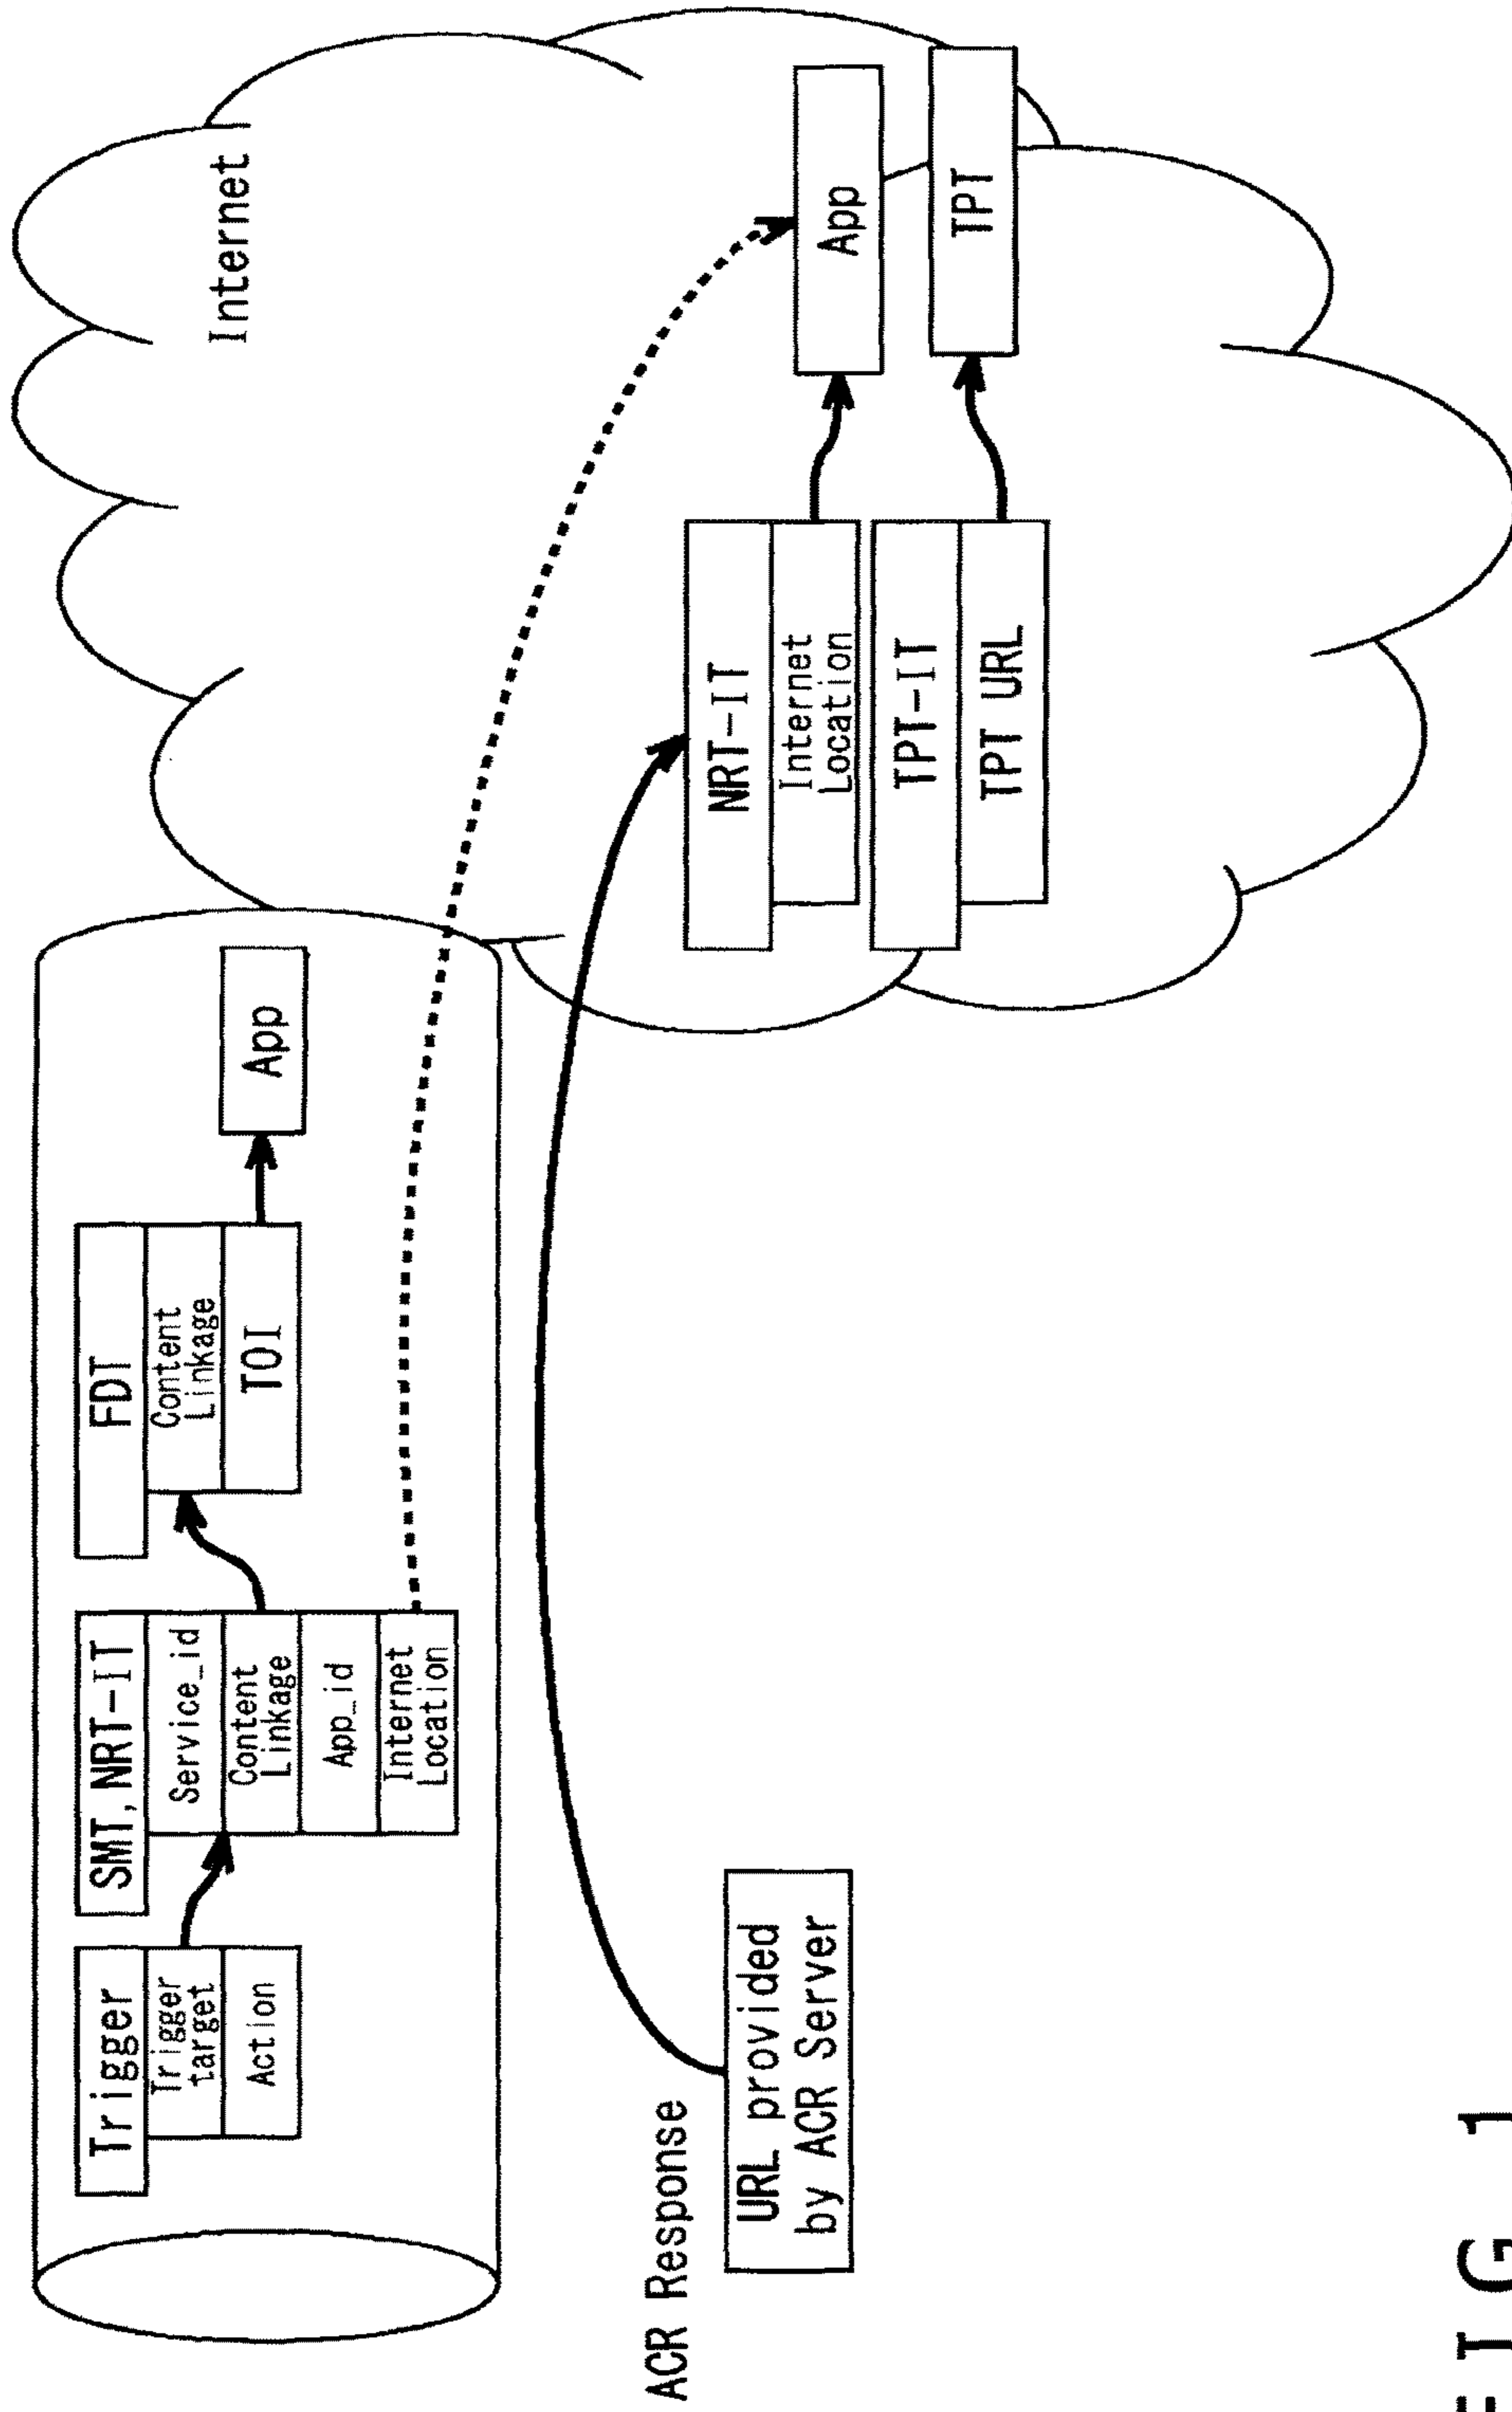 Trigger
Trigger
target
Action
SMT, NRT-IT
Service_id
Content
Linkage
App_id
Internet
Location
FDT
Content
Linkage
TOI
App
Internet
ACR Response
URL provided
by ACR Server
NRT-IT
Internet
Location
TPT-IT
TPT URL
App
TPT
FIG. 1